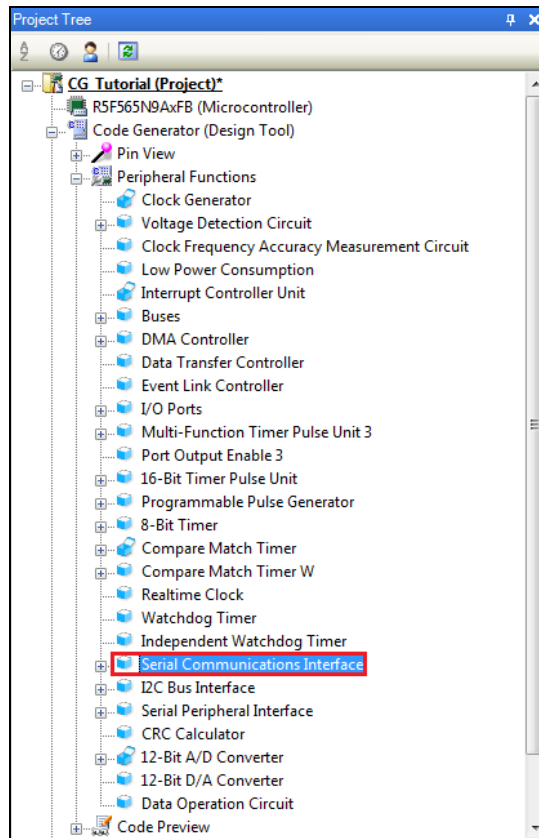 Project Tree
CG_Tutorial (Project)*
R5F565N9AxFB (Microcontroller)
Code Generator (Design Tool)
Pin View
Peripheral Functions
Clock Generator
Voltage Detection Circuit
Clock Frequency Accuracy Measurement Circuit
Low Power Consumption
Interrupt Controller Unit
Buses
DMA Controller
Data Transfer Controller
Event Link Controller
I/O Ports
Multi-Function Timer Pulse Unit 3
Port Output Enable 3
16-Bit Timer Pulse Unit
Programmable Pulse Generator
8-Bit Timer
Compare Match Timer
Compare Match Timer W
Realtime Clock
Watchdog Timer
Independent Watchdog Timer
Serial Communications Interface
I2C Bus Interface
Serial Peripheral Interface
CRC Calculator
12-Bit A/D Converter
12-Bit D/A Converter
Data Operation Circuit
Code Preview